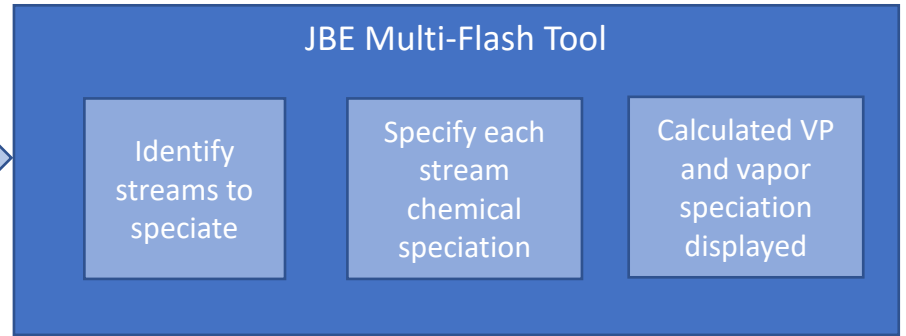 JBE Multi-Flash Tool
Identify
streams to
speciate
Specify each
stream
chemical
speciation
Calculated VP
and vapor
speciation
displayed